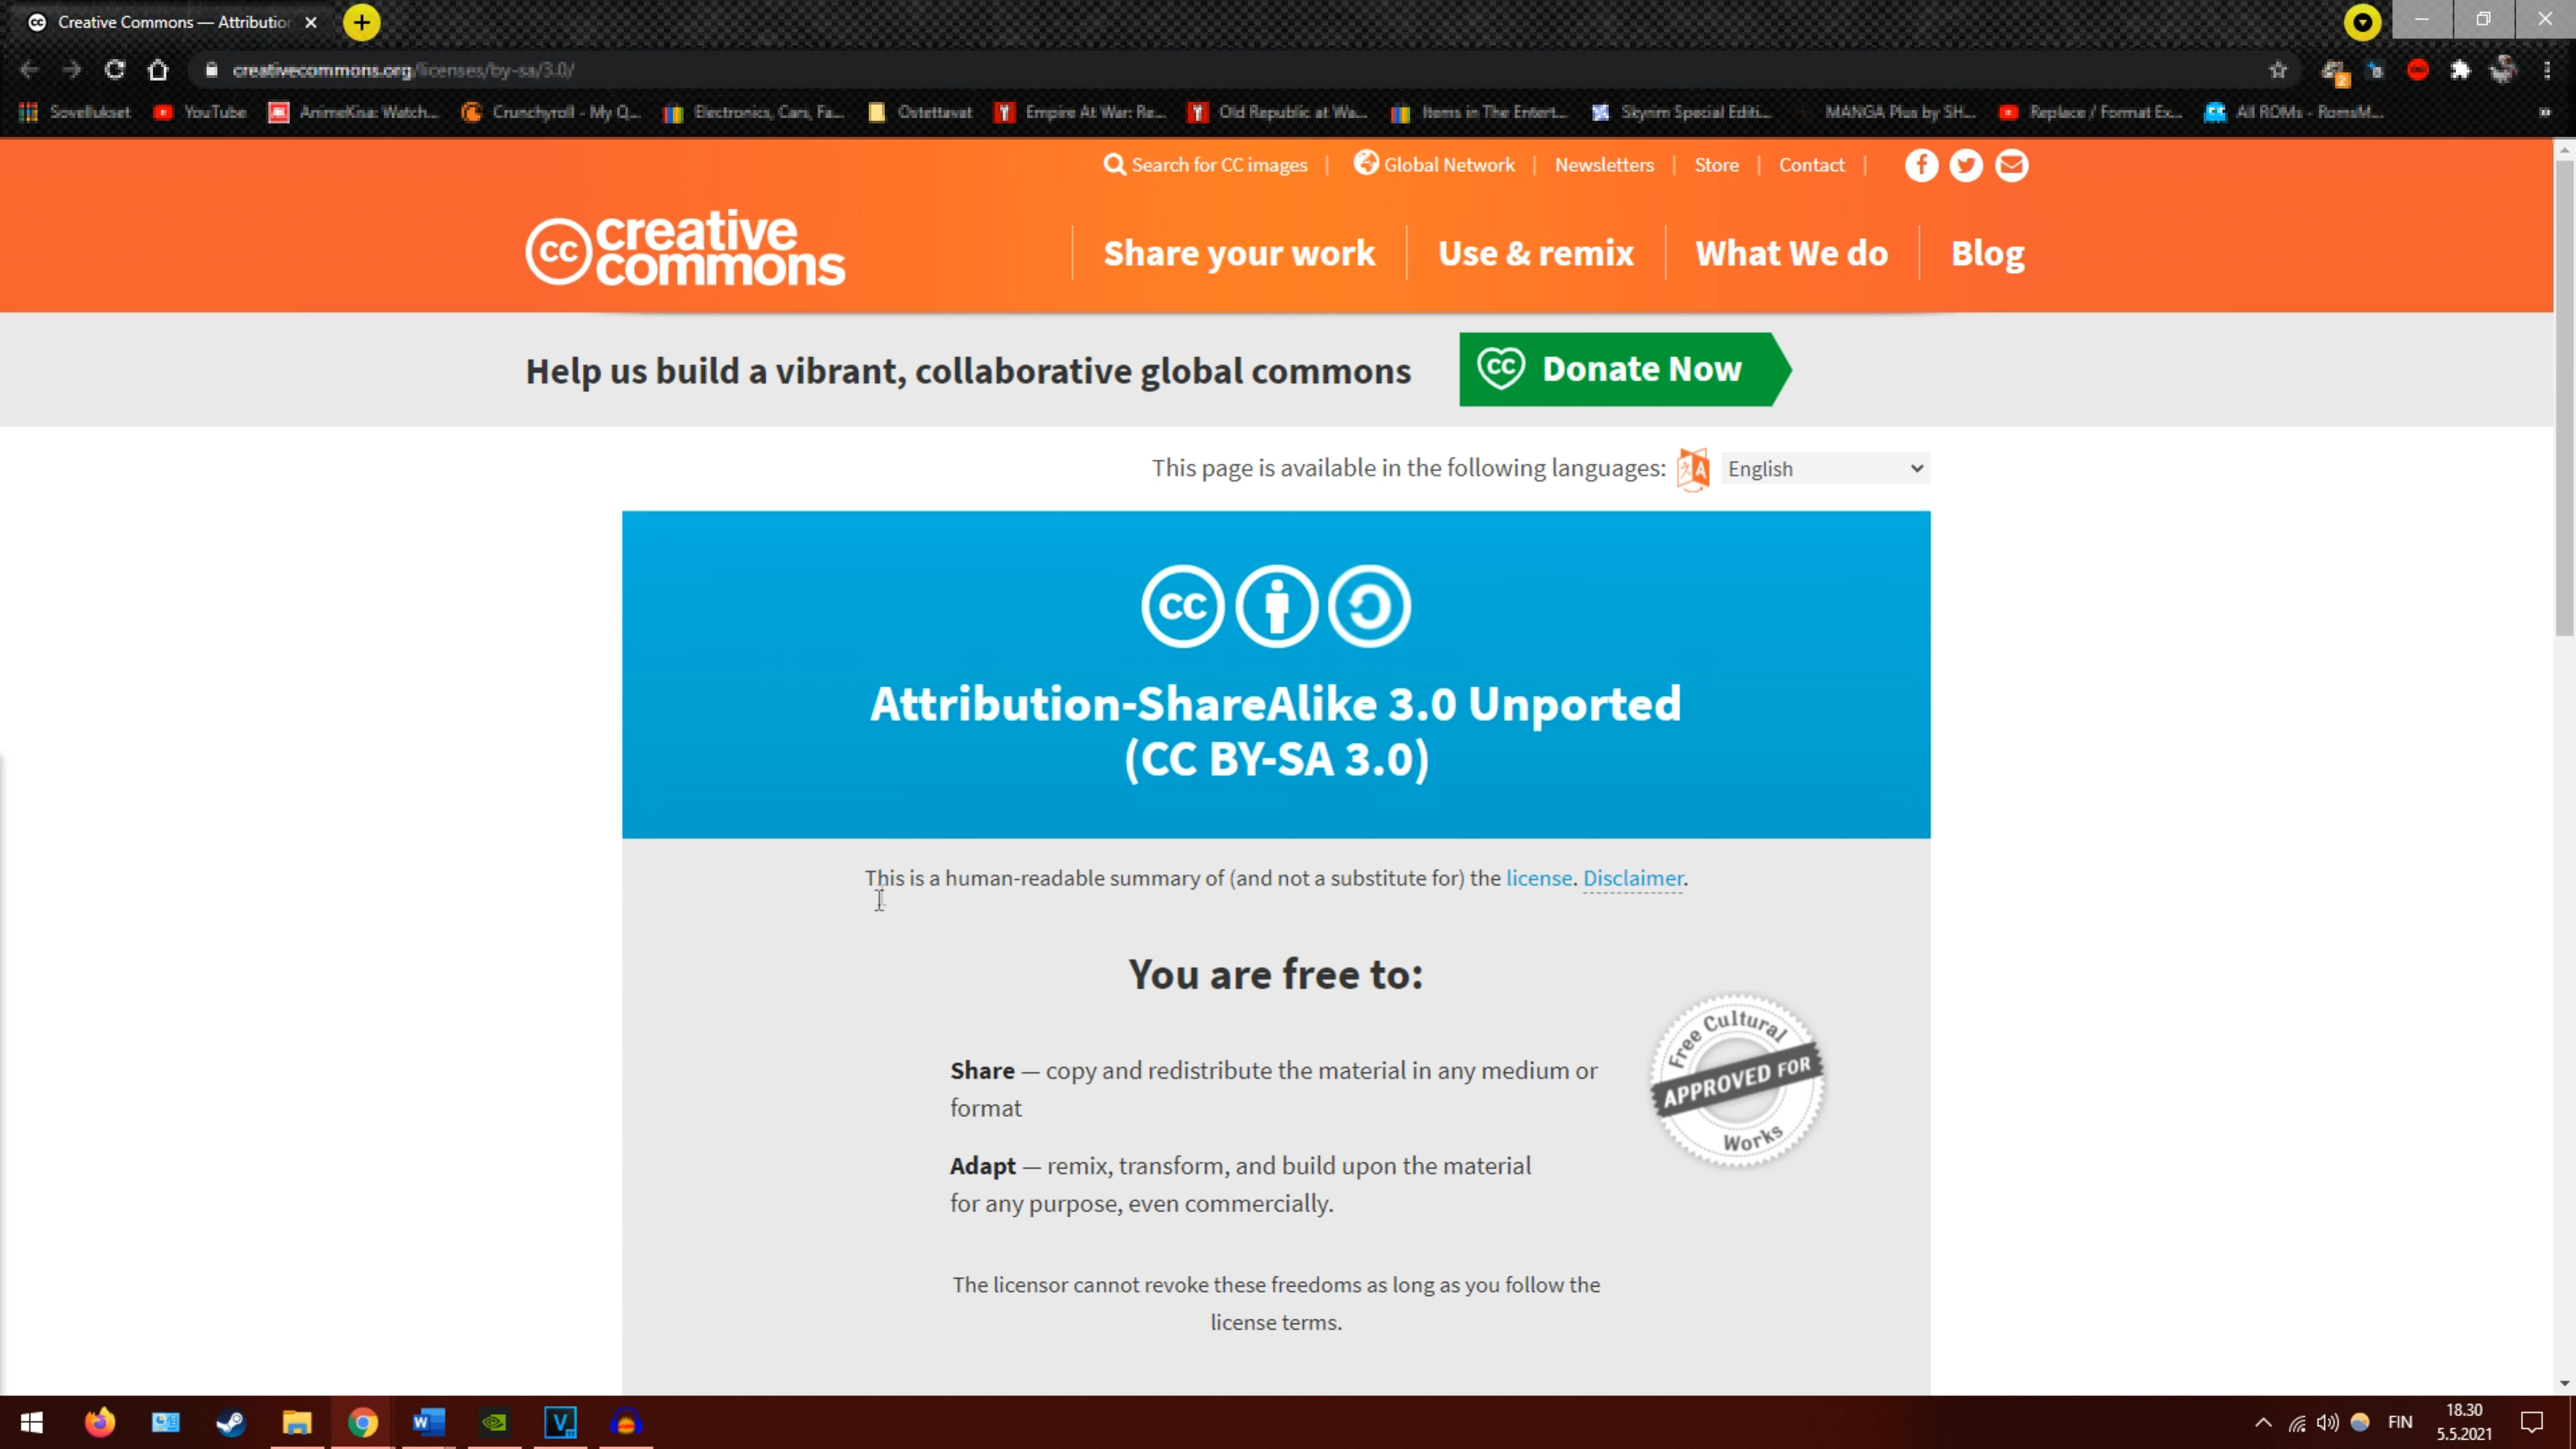 Creative Commons — Attribution
creativecommons.org/licenses/by-sa/3.0/
2
Sovellukset YouTube AnimeKisa: Watch... Crunchyroll - My Q... Electronics, Cars, Fa... Ostettavat Empire At War: Re... Old Republic at Wa... Items in The Entert... Skyrim Special Editi... MANGA Plus by SH... Replace / Format Ex... All ROMs - RomsM...
Search for CC images | Global Network | Newsletters | Store | Contact |
cc creative commons
Share your work Use & remix What We do Blog
Help us build a vibrant, collaborative global commons CC Donate Now
This page is available in the following languages: English
cc
Attribution-ShareAlike 3.0 Unported
(CC BY-SA 3.0)
This is a human-readable summary of (and not a substitute for) the license. Disclaimer.
You are free to:
Share — copy and redistribute the material in any medium or
format
Adapt — remix, transform, and build upon the material
for any purpose, even commercially.
Free Cultural
APPROVED FOR
Works
The licensor cannot revoke these freedoms as long as you follow the
license terms.
FIN 18.30
5.5.2021